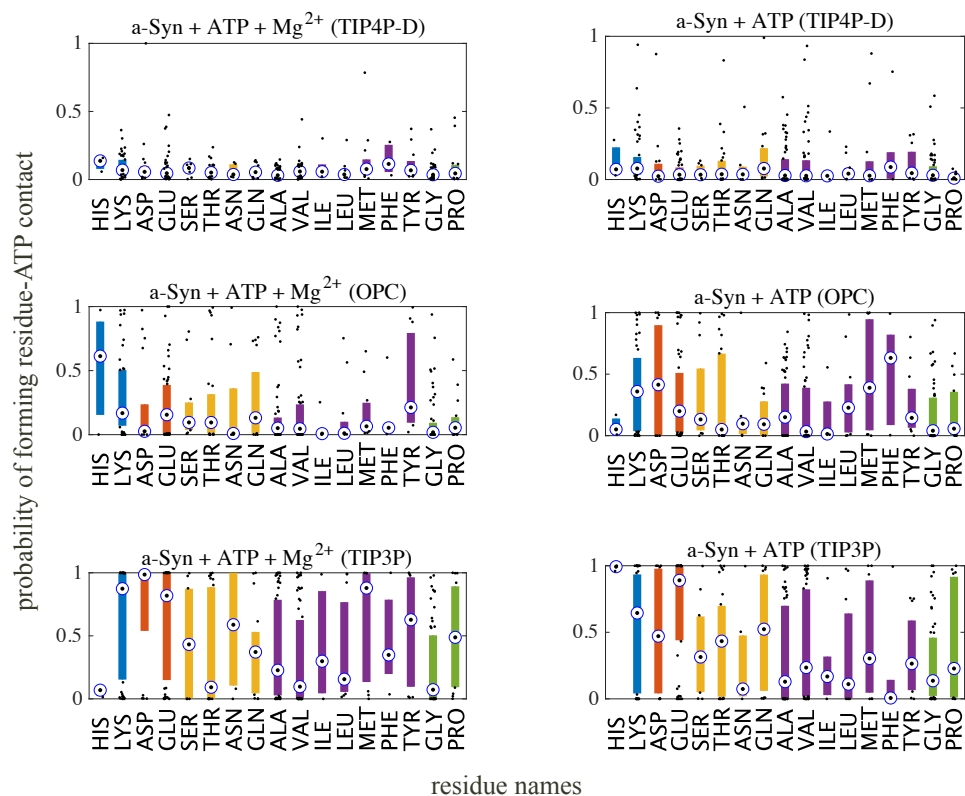 a-Syn + ATP + Mg2+ (TIP4P-D)
1
0.5
0
HIS LYS ASP GLU SER THR ASN GLN ALA VAL ILE LEU MET PHE TYR GLY PRO
a-Syn + ATP (TIP4P-D)
1
0.5
0
HIS LYS ASP GLU SER THR ASN GLN ALA VAL ILE LEU MET PHE TYR GLY PRO
probability of forming residue-ATP contact
a-Syn + ATP + Mg2+ (OPC)
1
0.5
0
HIS LYS ASP GLU SER THR ASN GLN ALA VAL ILE LEU MET PHE TYR GLY PRO
a-Syn + ATP (OPC)
1
0.5
0
HIS LYS ASP GLU SER THR ASN GLN ALA VAL ILE LEU MET PHE TYR GLY PRO
a-Syn + ATP + Mg2+ (TIP3P)
1
0.5
0
HIS LYS ASP GLU SER THR ASN GLN ALA VAL ILE LEU MET PHE TYR GLY PRO
a-Syn + ATP (TIP3P)
1
0.5
0
HIS LYS ASP GLU SER THR ASN GLN ALA VAL ILE LEU MET PHE TYR GLY PRO
residue names